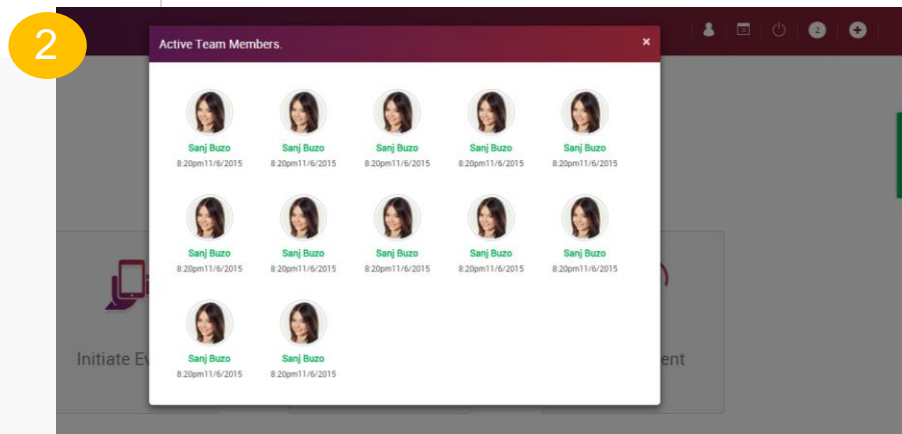 2
Active Team Members. ×
2
Sanj Buzo Sanj Buzo Sanj Buzo Sanj Buzo Sanj Buzo
8:20pm11/6/2015 8:20pm11/6/2015 8:20pm11/6/2015 8:20pm11/6/2015 8:20pm11/6/2015
Sanj Buzo Sanj Buzo Sanj Buzo Sanj Buzo Sanj Buzo
8:20pm11/6/2015 8:20pm11/6/2015 8:20pm11/6/2015 8:20pm11/6/2015 8:20pm11/6/2015
Sanj Buzo Sanj Buzo
8:20pm11/6/2015 8:20pm11/6/2015
Initiate